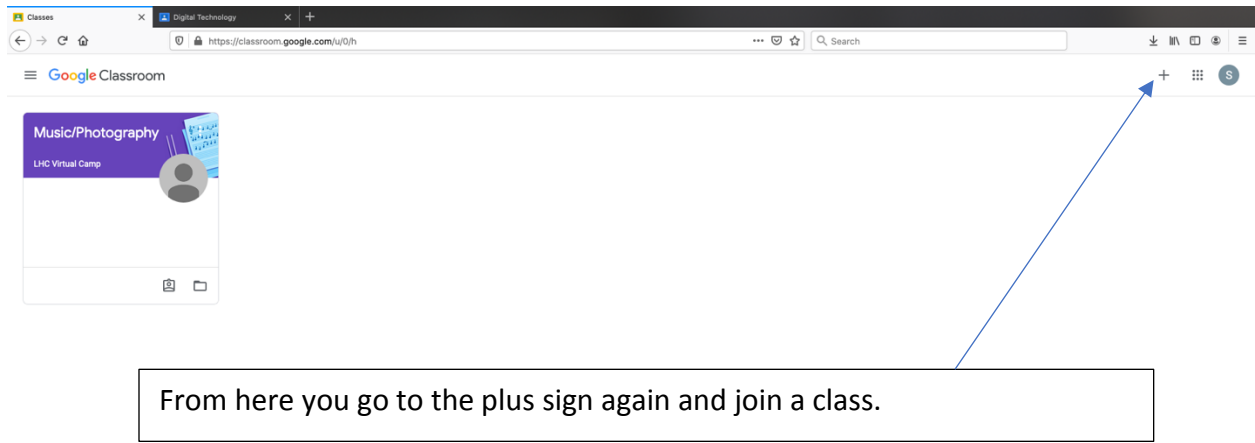 Classes
Digital Technology
https://classroom.google.com/u/0/h
Search
Google Classroom
S
Music/Photography
LHC Virtual Camp
From here you go to the plus sign again and join a class.